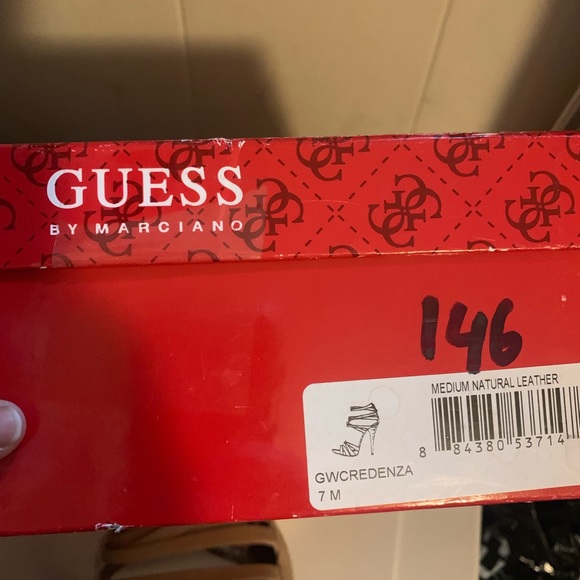 GUESS
BY MARCIANO
146
MEDIUM NATURAL LEATHER
8 84380 53714
GWCREDENZA
7 M